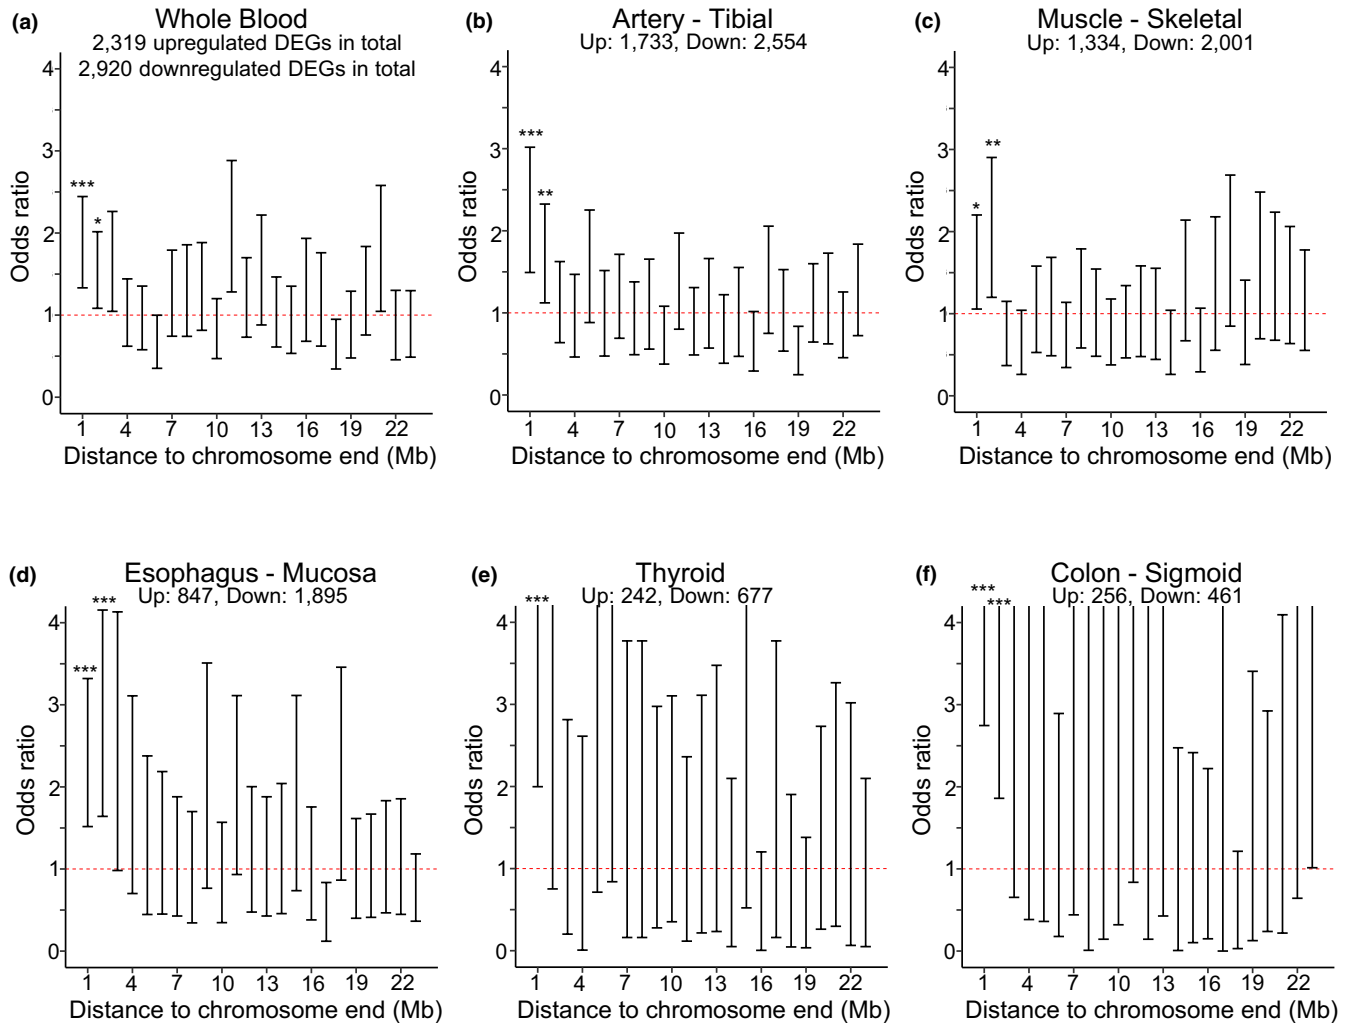 (a) Whole Blood
2,319 upregulated DEGs in total
2,920 downregulated DEGs in total
4
3
2
1
0
Odds ratio
***
*
1 4 7 10 13 16 19 22
Distance to chromosome end (Mb)
(b) Artery - Tibial
Up: 1,733, Down: 2,554
4
3
2
1
0
Odds ratio
***
**
1 4 7 10 13 16 19 22
Distance to chromosome end (Mb)
(c) Muscle - Skeletal
Up: 1,334, Down: 2,001
4
3
2
1
0
Odds ratio
*
**
1 4 7 10 13 16 19 22
Distance to chromosome end (Mb)
(d) Esophagus - Mucosa
Up: 847, Down: 1,895
4
3
2
1
0
Odds ratio
***
***
1 4 7 10 13 16 19 22
Distance to chromosome end (Mb)
(e) Thyroid
Up: 242, Down: 677
4
3
2
1
0
Odds ratio
***
1 4 7 10 13 16 19 22
Distance to chromosome end (Mb)
(f) Colon - Sigmoid
Up: 256, Down: 461
4
3
2
1
0
Odds ratio
***
***
1 4 7 10 13 16 19 22
Distance to chromosome end (Mb)